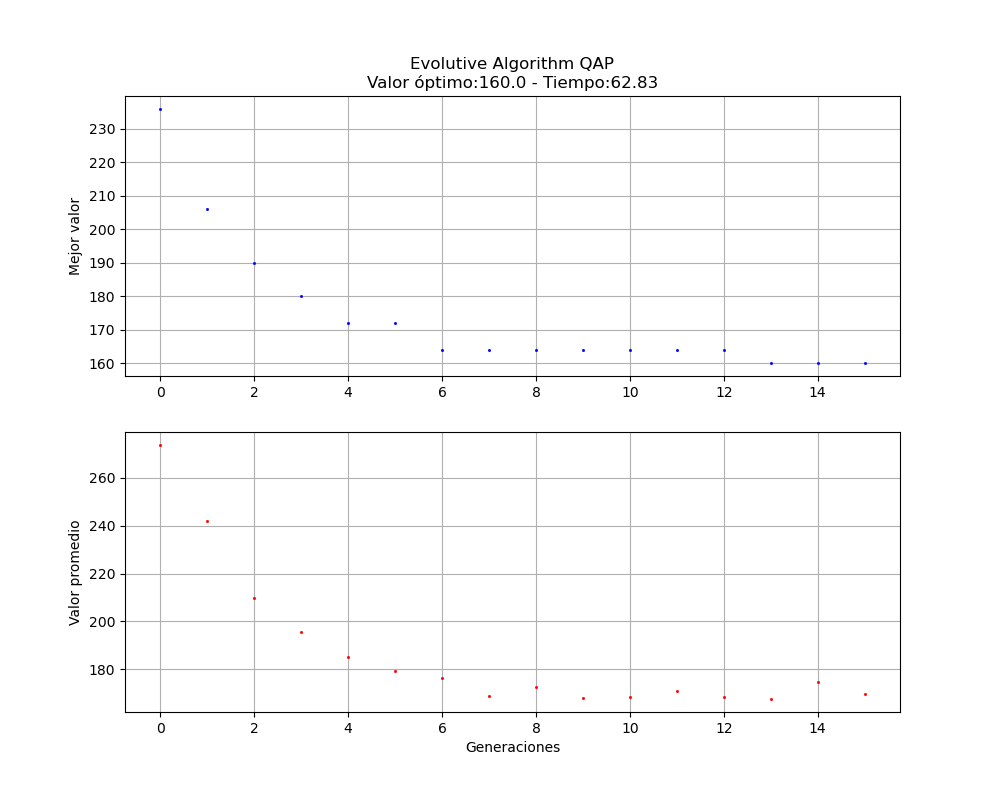 Evolutive Algorithm QAP
Valor óptimo:160.0 - Tiempo:62.83
Mejor valor
230
220
210
200
190
180
170
160
0 2 4 6 8 10 12 14
Valor promedio
260
240
220
200
180
0 2 4 6 8 10 12 14
Generaciones